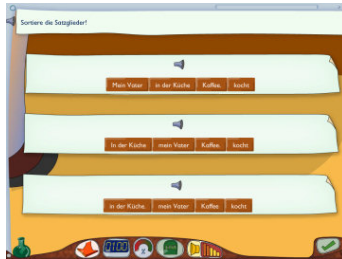 Sortiere die Satzglieder!
Mein Vater in der Küche Kaffee. kocht
In der Küche mein Vater Kaffee. kocht
in der Küche. mein Vater Kaffee kocht